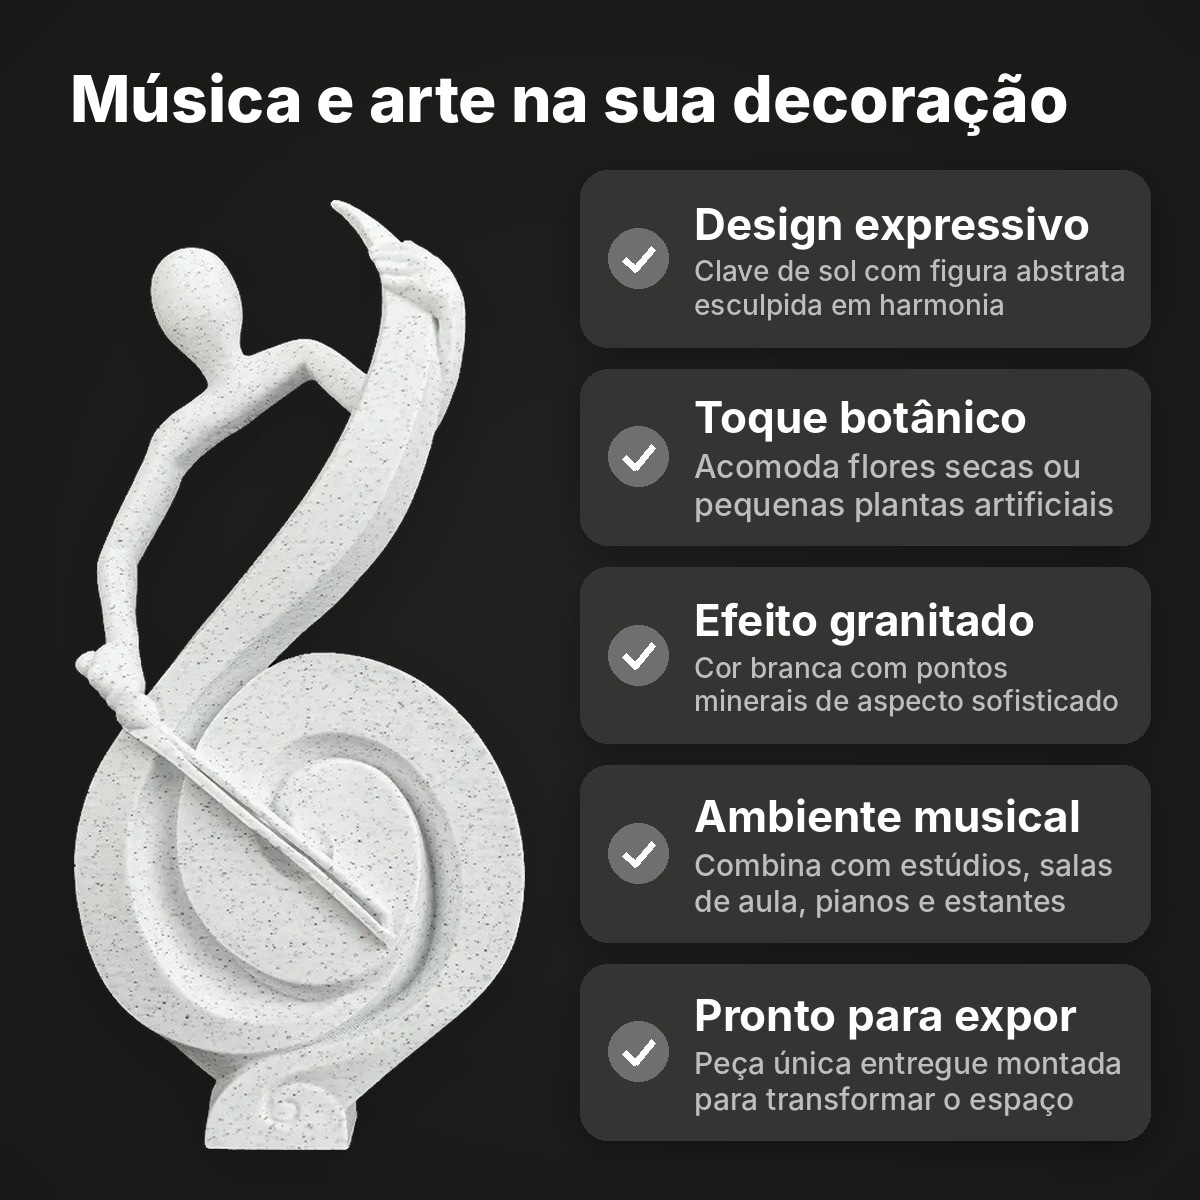 Música e arte na sua decoração
Design expressivo
Clave de sol com figura abstrata
esculpida em harmonia
Toque botânico
Acomoda flores secas ou
pequenas plantas artificiais
Efeito granitado
Cor branca com pontos
minerais de aspecto sofisticado
Ambiente musical
Combina com estúdios, salas
de aula, pianos e estantes
Pronto para expor
Peça única entregue montada
para transformar o espaço